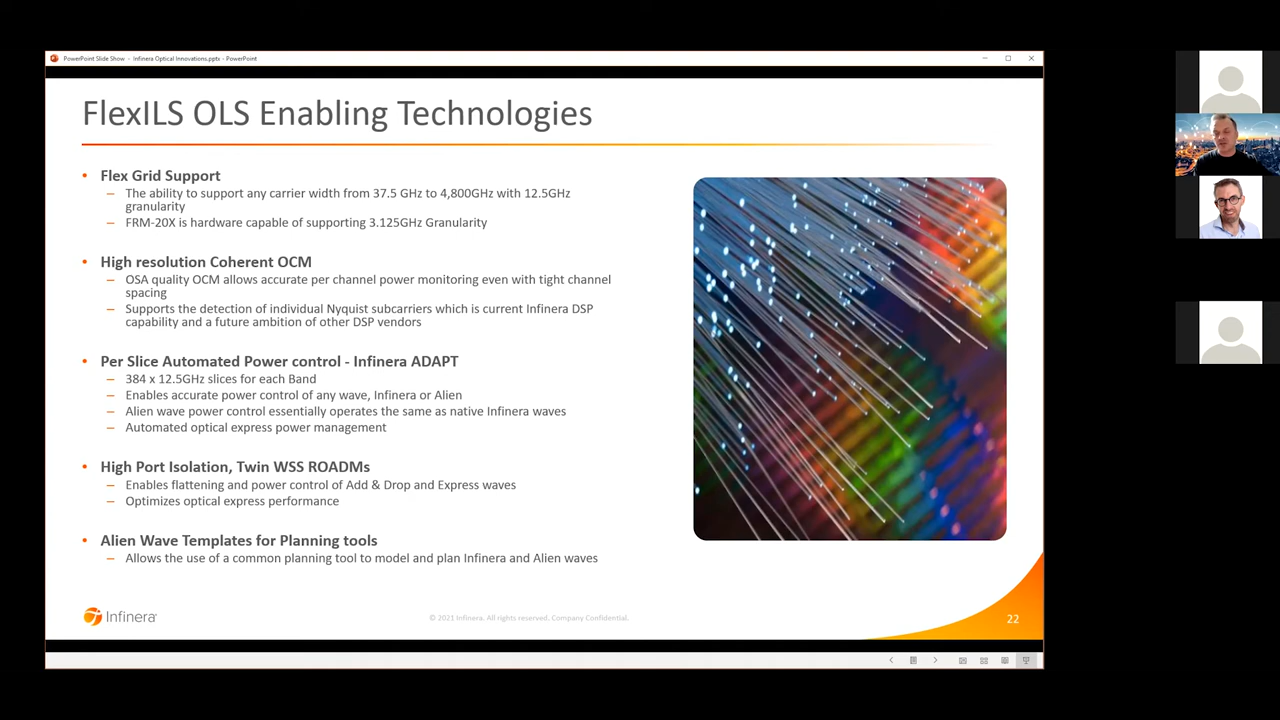 PowerPoint Slide Show - Infinera Optical Innovations.pptx - PowerPoint
FlexILS OLS Enabling Technologies
• Flex Grid Support
– The ability to support any carrier width from 37.5 GHz to 4,800GHz with 12.5GHz
granularity
– FRM-20X is hardware capable of supporting 3.125GHz Granularity
• High resolution Coherent OCM
– OSA quality OCM allows accurate per channel power monitoring even with tight channel
spacing
– Supports the detection of individual Nyquist subcarriers which is current Infinera DSP
capability and a future ambition of other DSP vendors
• Per Slice Automated Power control - Infinera ADAPT
– 384 x 12.5GHz slices for each Band
– Enables accurate power control of any wave, Infinera or Alien
– Alien wave power control essentially operates the same as native Infinera waves
– Automated optical express power management
• High Port Isolation, Twin WSS ROADMs
– Enables flattening and power control of Add & Drop and Express waves
– Optimizes optical express performance
• Alien Wave Templates for Planning tools
– Allows the use of a common planning tool to model and plan Infinera and Alien waves
Infinera
© 2021 Infinera. All rights reserved. Company Confidential.
22